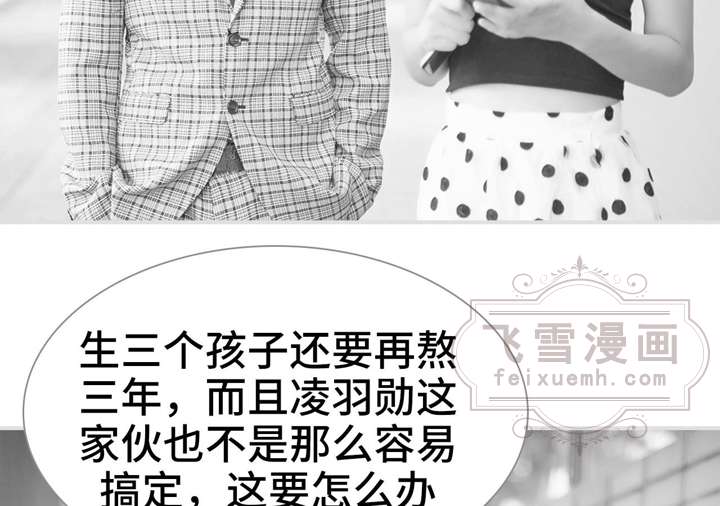 生三个孩子还要再熬
三年，而且凌羽勋这
家伙也不是那么容易
搞定，这要怎么办
飞雪漫画
feixuemh.com